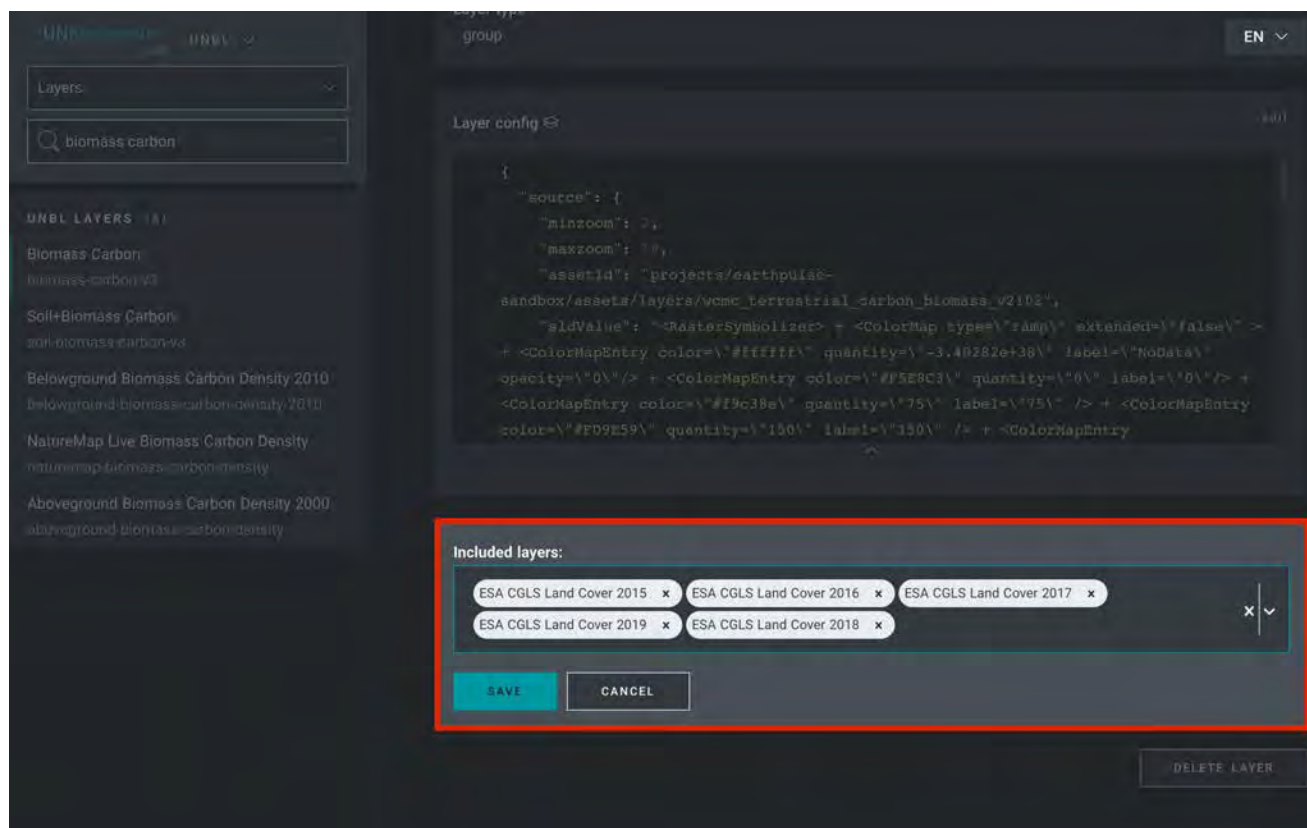 UNBL
Layers
biomass carbon
UNBL LAYERS
Biomass Carbon
biomass-carbon-v3
Soil+Biomass Carbon
soil-biomass-carbon-v3
Belowground Biomass Carbon Density 2010
belowground-biomass-carbon-density-2010
NatureMap Live Biomass Carbon Density
naturemap-biomass-carbon-density
Aboveground Biomass Carbon Density 2000
aboveground-biomass-carbon-density
Layer type
group
EN
Layer config
edit
{
"source": {
"minzoom": 2,
"maxzoom":
"assetId": "projects/earthpulse-
sandbox/assets/layers/wcmc_terrestrial_carbon_biomass_v2102",
"sldValue": "<RasterSymbolizer> + <ColorMap type=\"ramp\" extended=\"false\" >
+ <ColorMapEntry color=\"#ffffff\" quantity=\"-3.40282e+38\" label=\"NoData\"
opacity=\"0\"/> + <ColorMapEntry color=\"#F5E8C3\" quantity=\"0\" label=\"0\"/> +
<ColorMapEntry color=\"#f9c38e\" quantity=\"75\" label=\"75\" /> + <ColorMapEntry
color=\"#FD9E59\" quantity=\"150\" label=\"150\" /> + <ColorMapEntry
Included layers:
ESA CGLS Land Cover 2015 x ESA CGLS Land Cover 2016 x ESA CGLS Land Cover 2017 x
ESA CGLS Land Cover 2019 x ESA CGLS Land Cover 2018 x
SAVE
CANCEL
DELETE LAYER